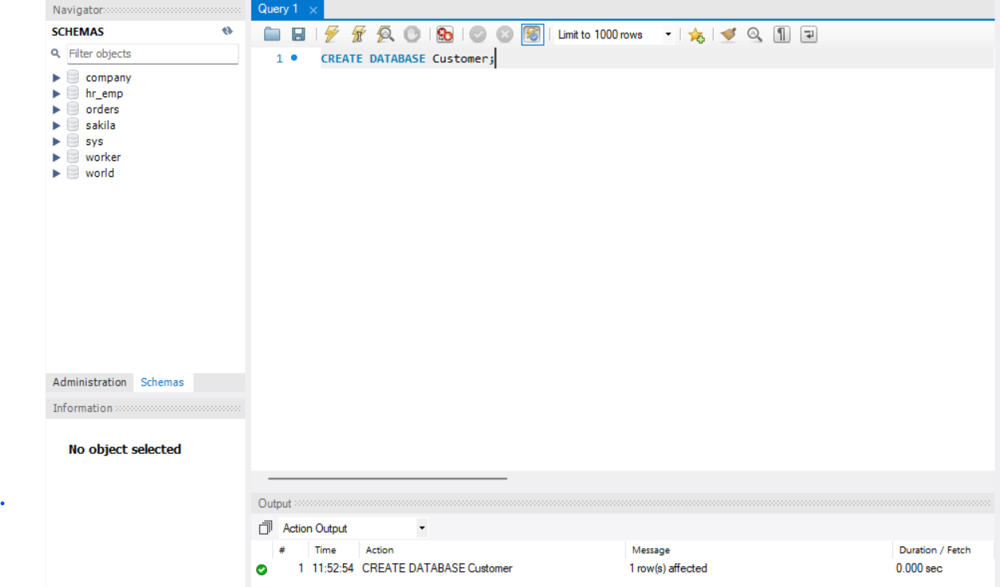 Navigator
SCHEMAS
Filter objects
company
hr_emp
orders
sakila
sys
worker
world
Administration Schemas
Information
No object selected
Query 1
Limit to 1000 rows
1 CREATE DATABASE Customer;
Output
Action Output
# Time Action Message Duration / Fetch
1 11:52:54 CREATE DATABASE Customer 1 row(s) affected 0.000 sec